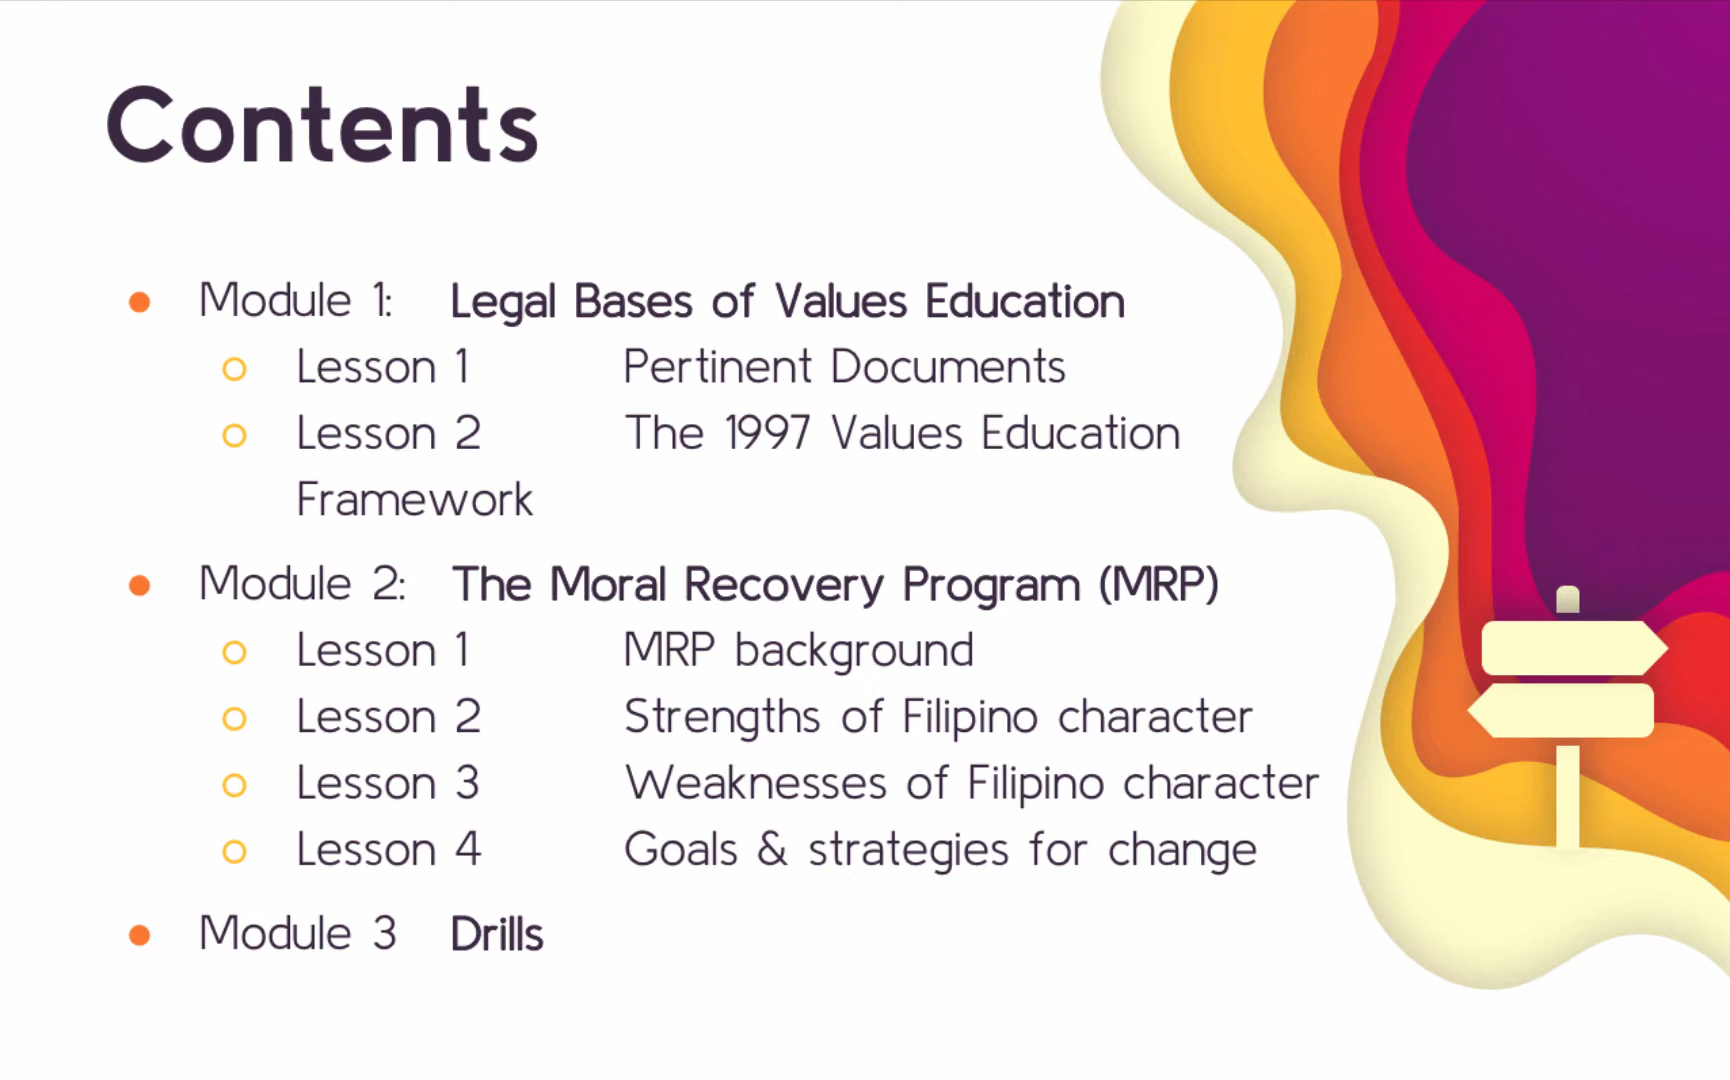 Contents
Module 1: Legal Bases of Values Education
Lesson 1 Pertinent Documents
Lesson 2 The 1997 Values Education
Framework
Module 2: The Moral Recovery Program (MRP)
Lesson 1 MRP background
Lesson 2 Strengths of Filipino character
Lesson 3 Weaknesses of Filipino character
Lesson 4 Goals & strategies for change
Module 3 Drills